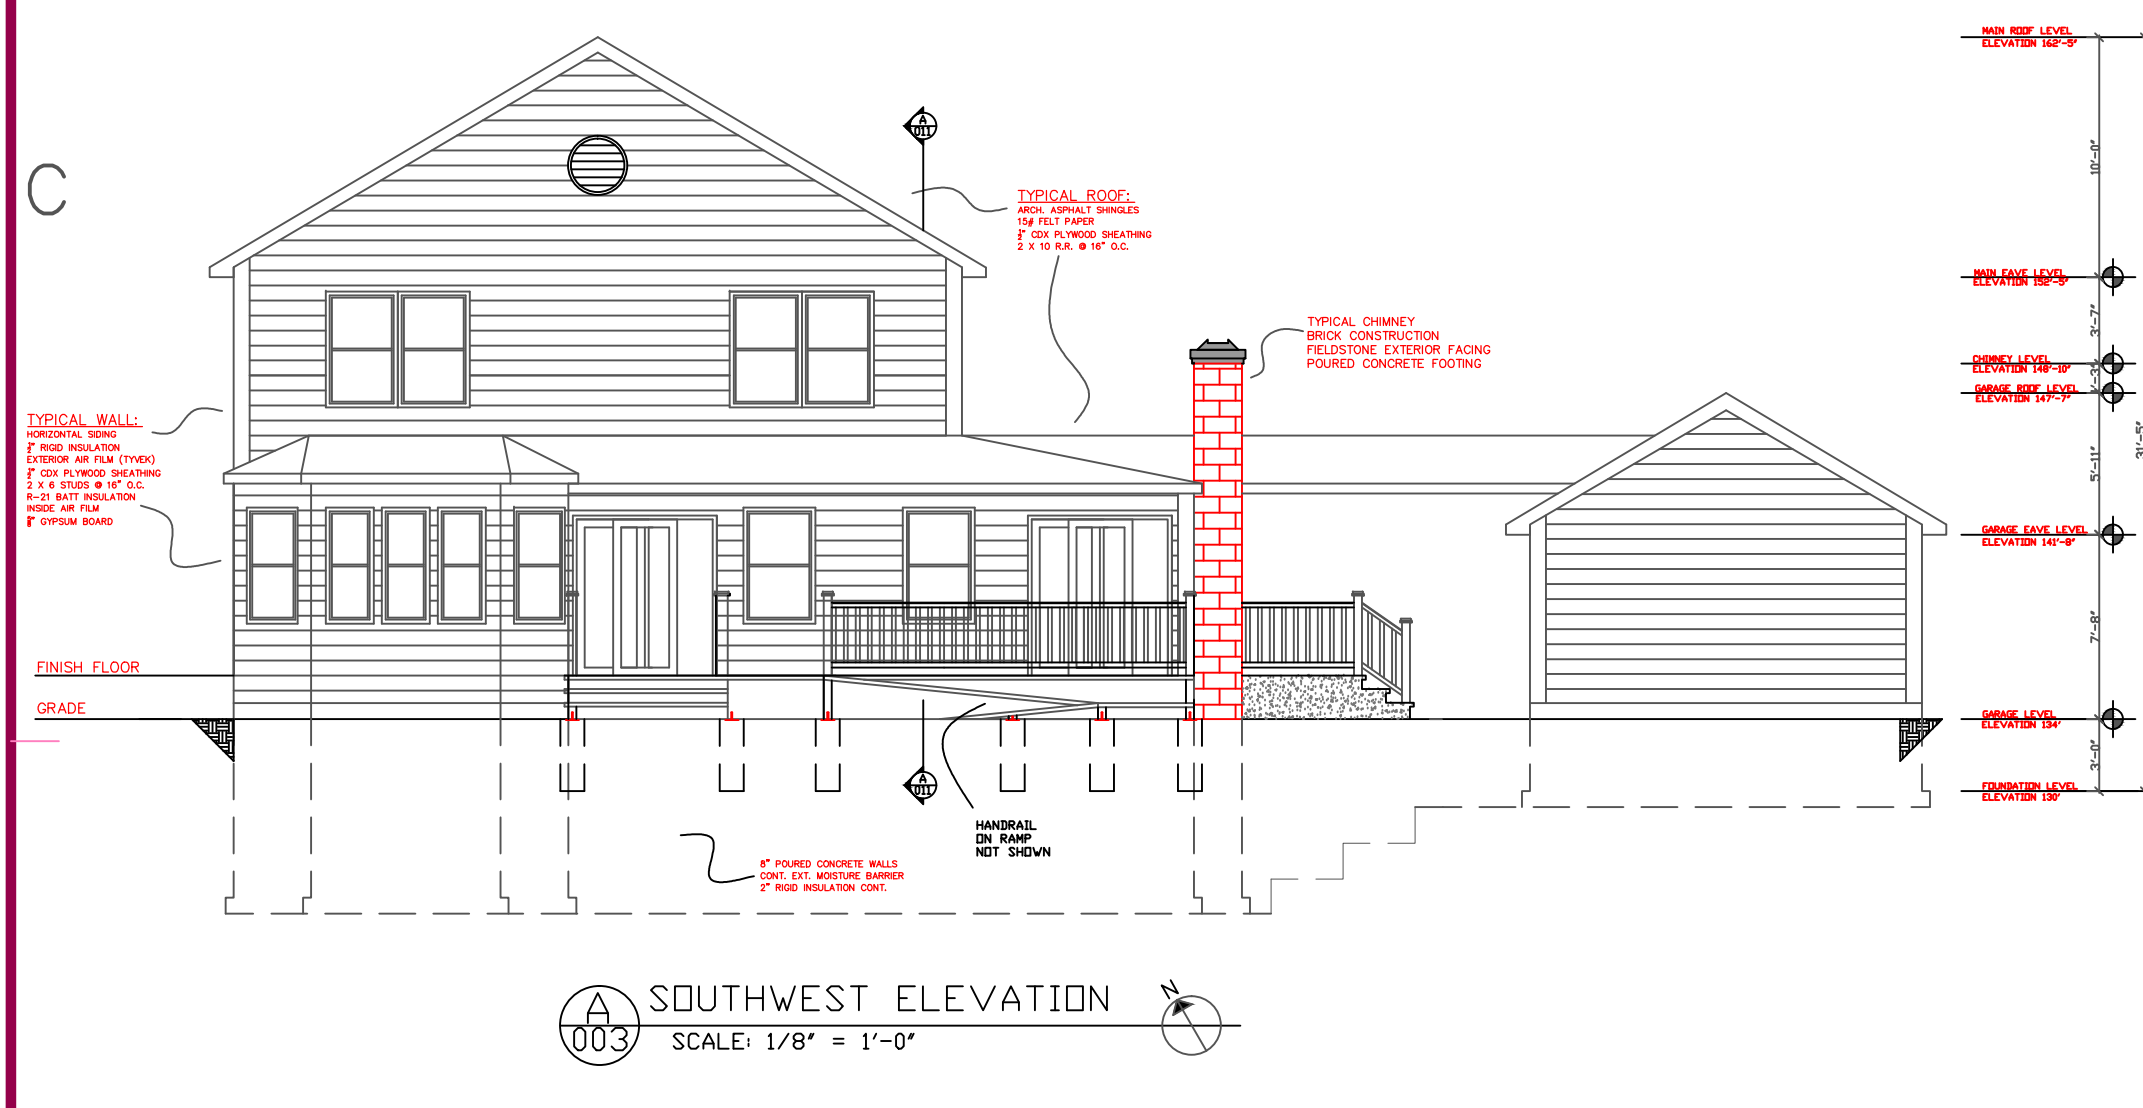 C
A
011
TYPICAL ROOF:
ARCH. ASPHALT SHINGLES
15# FELT PAPER
1/2" CDX PLYWOOD SHEATHING
2 X 10 R.R. @ 16" O.C.
TYPICAL CHIMNEY
BRICK CONSTRUCTION
FIELDSTONE EXTERIOR FACING
POURED CONCRETE FOOTING
TYPICAL WALL:
HORIZONTAL SIDING
RIGID INSULATION
EXTERIOR AIR FILM (TYVEK)
CDX PLYWOOD SHEATHING
2 X 6 STUDS @ 16" O.C.
R-21 BATT INSULATION
INSIDE AIR FILM
GYPSUM BOARD
FINISH FLOOR
GRADE
A
011
HANDRAIL
ON RAMP
NOT SHOWN
8" POURED CONCRETE WALLS
CONT. EXT. MOISTURE BARRIER
2" RIGID INSULATION CONT.
MAIN ROOF LEVEL
ELEVATION 162'-5"
10'-0"
MAIN EAVE LEVEL
ELEVATION 152'-5"
3'-7"
CHIMNEY LEVEL
ELEVATION 148'-10"
GARAGE ROOF LEVEL
ELEVATION 147'-7"
31'-5"
5'-11"
GARAGE EAVE LEVEL
ELEVATION 141'-8"
7'-8"
GARAGE LEVEL
ELEVATION 134'
3'-0"
FOUNDATION LEVEL
ELEVATION 130'
A
003
SOUTHWEST ELEVATION
SCALE: 1/8" = 1'-0"
N